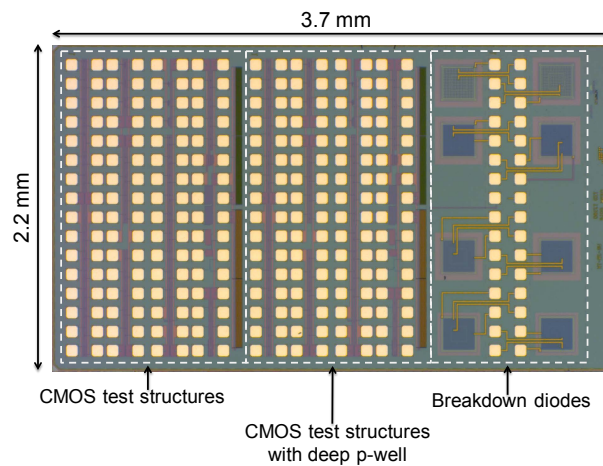 3.7 mm
2.2 mm
CMOS test structures
CMOS test structures
with deep p-well
Breakdown diodes